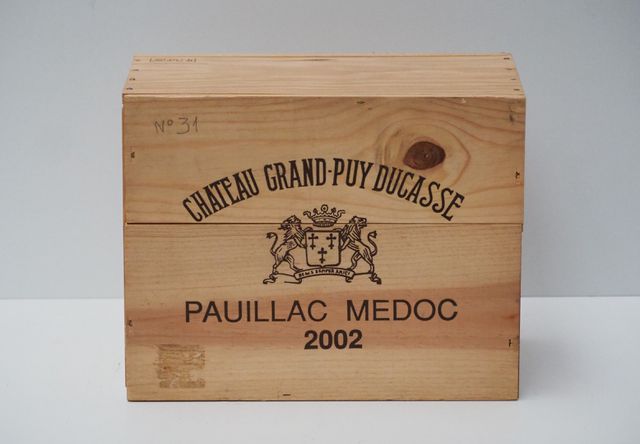 N° 31
CHATEAU GRAND-PUY DUCASSE
PAUILLAC MEDOC
2002